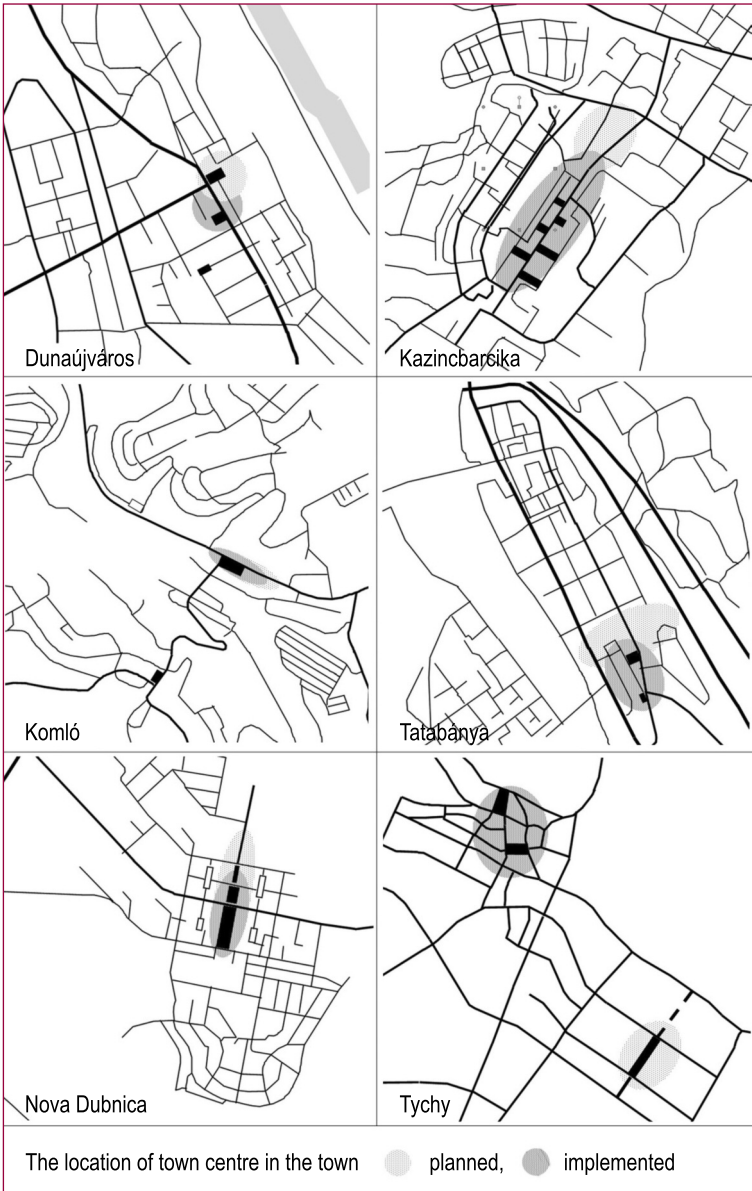 Dunaújváros
Kazincbarcika
Komló
Tatabánya
Nova Dubnica
Tychy
The location of town centre in the town planned, implemented